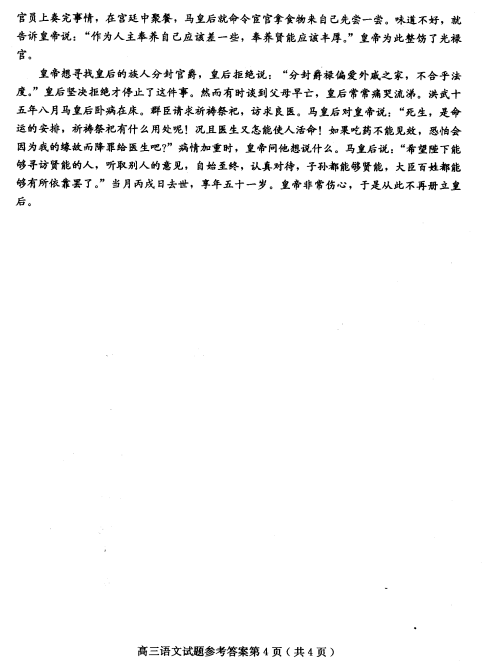 官员上奏完事情，在宫廷中聚餐，马皇后就命令宦官拿食物来自己先尝一尝。味道不好，就
告诉皇帝说：“作为人主奉养自己应该差一些，奉养贤能应该丰厚。”皇帝为此整饬了光禄
官。
皇帝想寻找皇后的族人分封官爵，皇后拒绝说：“分封爵禄偏爱外戚之家，不合乎法
度。”皇后坚决拒绝才停止了这件事。然而有时谈到父母早亡，皇后常常痛哭流涕。洪武十
五年八月马皇后卧病在床。群臣请求祈祷祭祀，访求良医。马皇后对皇帝说：“死生，是命
运的安排，祈祷祭祀有什么用处呢！况且医生又怎能使人活命！如果吃药不能见效，恐怕会
因为我的缘故而降罪给医生吧？”病情加重时，皇帝问他想说什么。马皇后说：“希望陛下能
够寻访贤能的人，听取别人的意见，自始至终，认真对待，子孙都能够贤能，大臣百姓都能
够有所依靠罢了。”当月丙戌日去世，享年五十一岁。皇帝非常伤心，于是从此不再册立皇
后。
高三语文试题参考答案第4页（共4页）